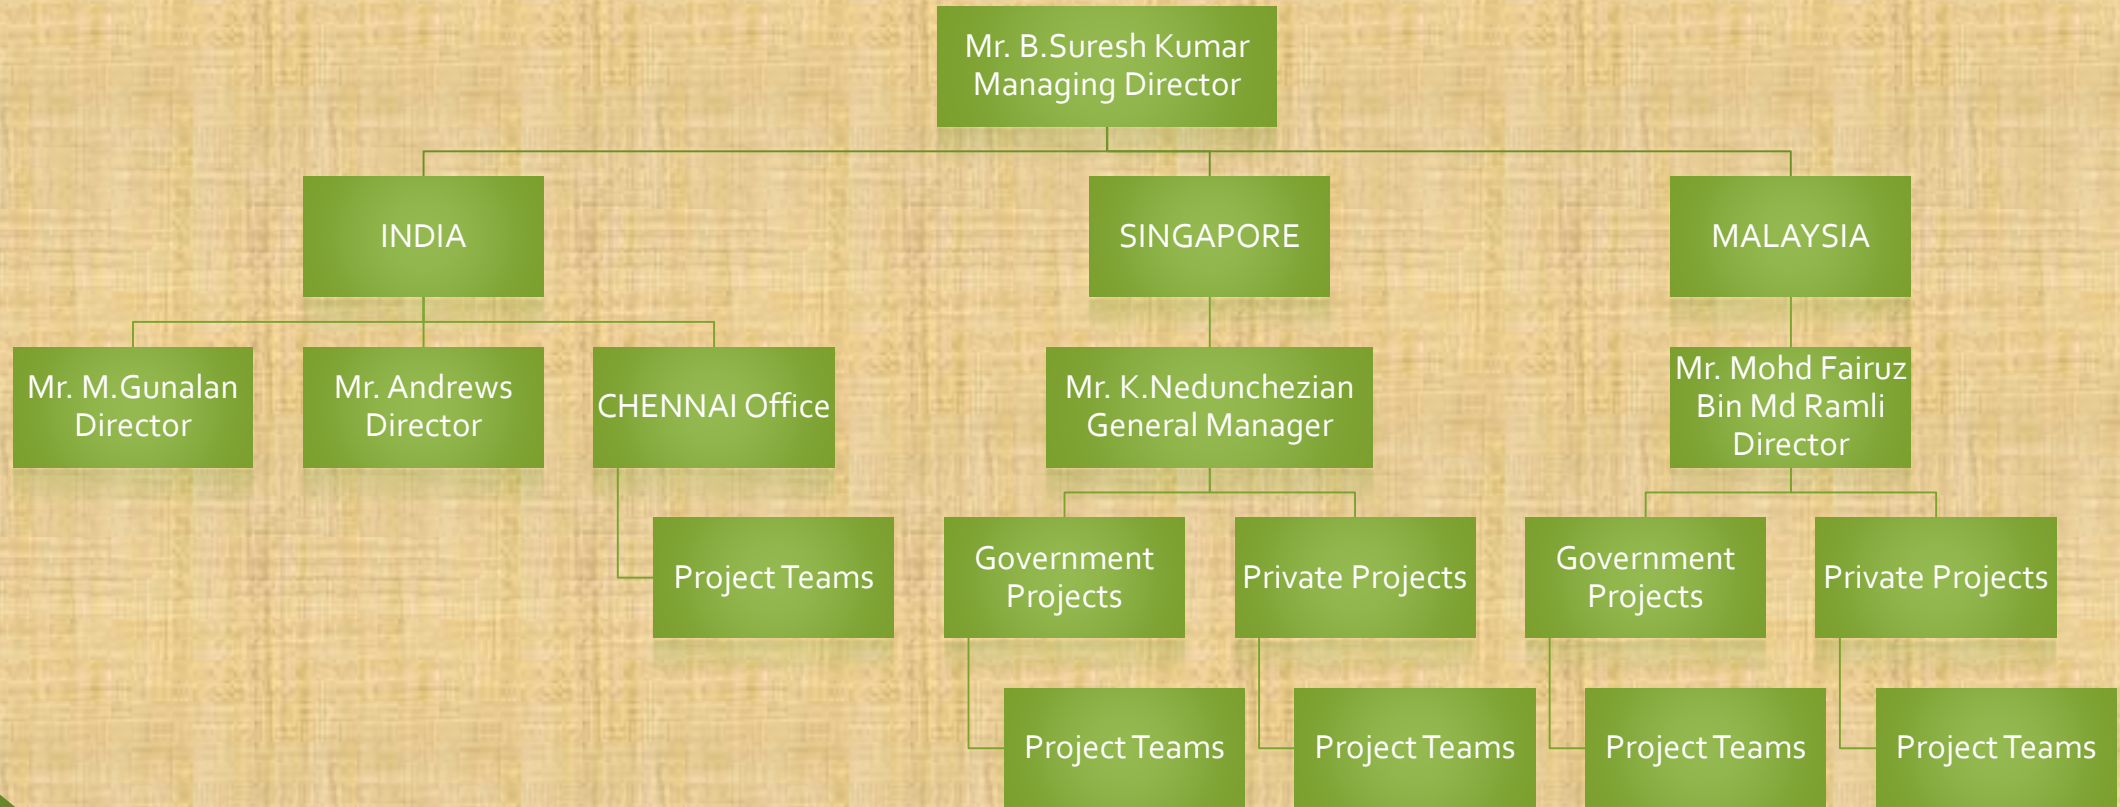 Mr. B.Suresh Kumar
Managing Director
INDIA
SINGAPORE
MALAYSIA
Mr. M.Gunalan
Director
Mr. Andrews
Director
CHENNAI Office
Mr. K.Nedunchezian
General Manager
Mr. Mohd Fairuz
Bin Md Ramli
Director
Project Teams
Government
Projects
Private Projects
Government
Projects
Private Projects
Project Teams
Project Teams
Project Teams
Project Teams